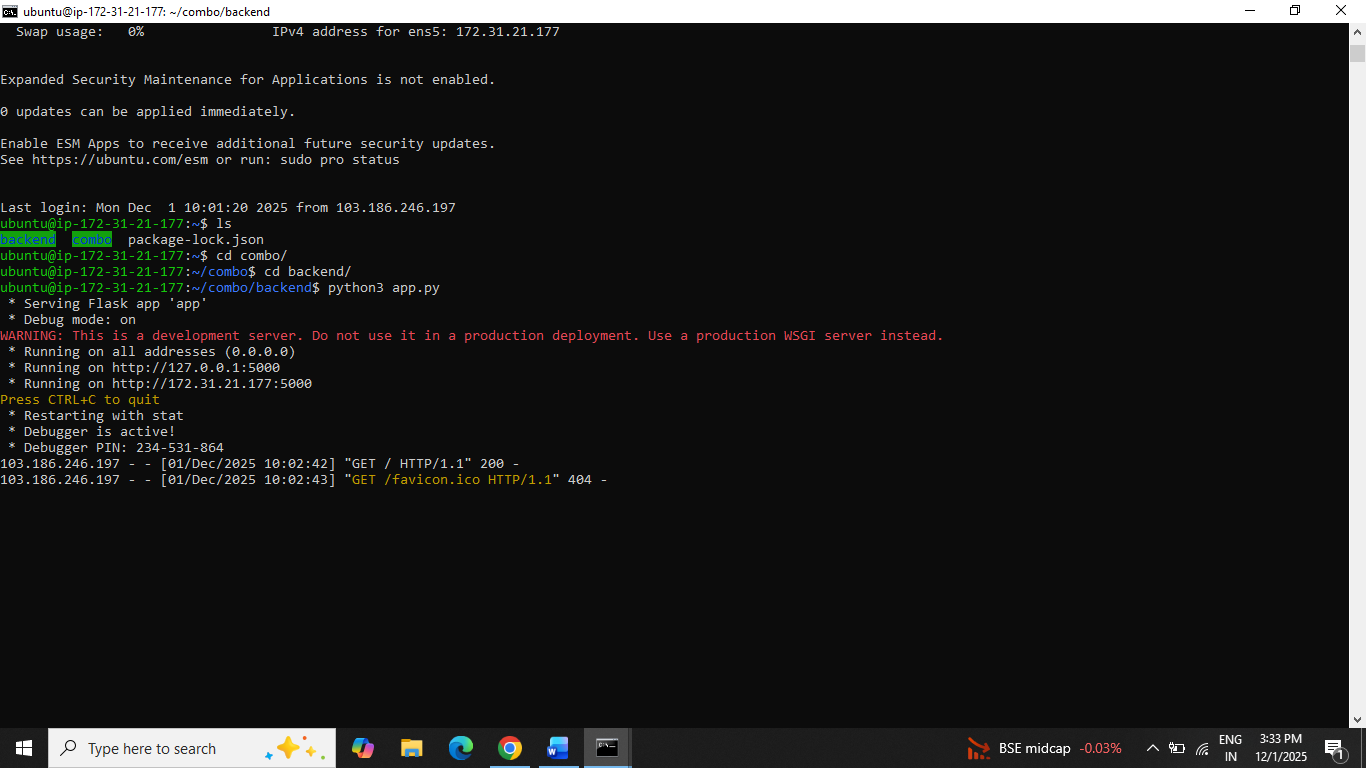 ubuntu@ip-172-31-21-177: ~/combo/backend
Swap usage:   0%                IPv4 address for ens5: 172.31.21.177
Expanded Security Maintenance for Applications is not enabled.
0 updates can be applied immediately.
Enable ESM Apps to receive additional future security updates.
See https://ubuntu.com/esm or run: sudo pro status
Last login: Mon Dec  1 10:01:20 2025 from 103.186.246.197
ubuntu@ip-172-31-21-177:~$ ls
backend  combo  package-lock.json
ubuntu@ip-172-31-21-177:~$ cd combo/
ubuntu@ip-172-31-21-177:~/combo$ cd backend/
ubuntu@ip-172-31-21-177:~/combo/backend$ python3 app.py
 * Serving Flask app 'app'
 * Debug mode: on
WARNING: This is a development server. Do not use it in a production deployment. Use a production WSGI server instead.
 * Running on all addresses (0.0.0.0)
 * Running on http://127.0.0.1:5000
 * Running on http://172.31.21.177:5000
Press CTRL+C to quit
 * Restarting with stat
 * Debugger is active!
 * Debugger PIN: 234-531-864
103.186.246.197 - - [01/Dec/2025 10:02:42] "GET / HTTP/1.1" 200 -
103.186.246.197 - - [01/Dec/2025 10:02:43] "GET /favicon.ico HTTP/1.1" 404 -
Type here to search
BSE midcap -0.03%
ENG
IN
3:33 PM
12/1/2025
1